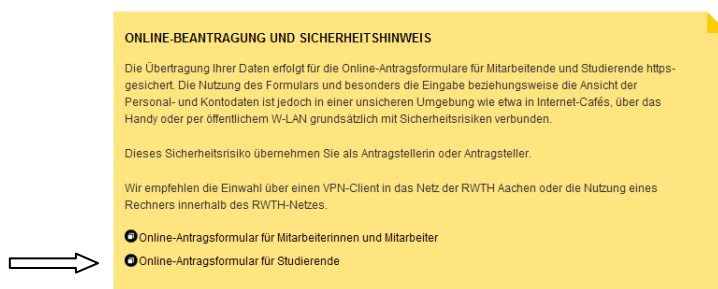 ONLINE-BEANTRAGUNG UND SICHERHEITSHINWEIS
Die Übertragung Ihrer Daten erfolgt für die Online-Antragsformulare für Mitarbeitende und Studierende https-
gesichert. Die Nutzung des Formulars und besonders die Eingabe beziehungsweise die Ansicht der
Personal- und Kontodaten ist jedoch in einer unsicheren Umgebung wie etwa in Internet-Cafés, über das
Handy oder per öffentlichem W-LAN grundsätzlich mit Sicherheitsrisiken verbunden.
Dieses Sicherheitsrisiko übernehmen Sie als Antragstellerin oder Antragsteller.
Wir empfehlen die Einwahl über einen VPN-Client in das Netz der RWTH Aachen oder die Nutzung eines
Rechners innerhalb des RWTH-Netzes.
Online-Antragsformular für Mitarbeiterinnen und Mitarbeiter
Online-Antragsformular für Studierende